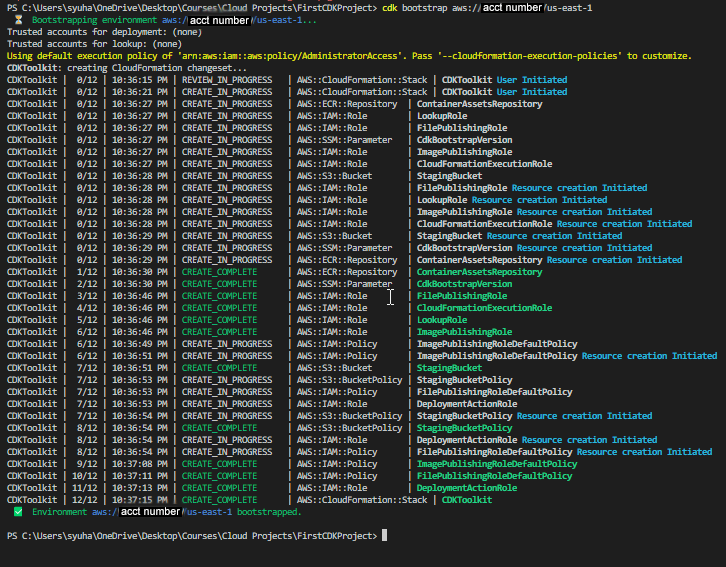 PS C:\Users\syuha\OneDrive\Desktop\Courses\Cloud Projects\FirstCDKProject> cdk bootstrap aws://acct number/us-east-1
⏳ Bootstrapping environment aws://acct number/us-east-1...
Trusted accounts for deployment: (none)
Trusted accounts for lookup: (none)
Using default execution policy of 'arn:aws:iam::aws:policy/AdministratorAccess'. Pass '--cloudformation-execution-policies' to customize.
CDKToolkit: creating CloudFormation changeset...
CDKToolkit | 0/12 | 10:36:15 PM | REVIEW_IN_PROGRESS | AWS::CloudFormation::Stack | CDKToolkit User Initiated
CDKToolkit | 0/12 | 10:36:21 PM | CREATE_IN_PROGRESS | AWS::CloudFormation::Stack | CDKToolkit User Initiated
CDKToolkit | 0/12 | 10:36:27 PM | CREATE_IN_PROGRESS | AWS::ECR::Repository | ContainerAssetsRepository
CDKToolkit | 0/12 | 10:36:27 PM | CREATE_IN_PROGRESS | AWS::IAM::Role | LookupRole
CDKToolkit | 0/12 | 10:36:27 PM | CREATE_IN_PROGRESS | AWS::IAM::Role | FilePublishingRole
CDKToolkit | 0/12 | 10:36:27 PM | CREATE_IN_PROGRESS | AWS::SSM::Parameter | CdkBootstrapVersion
CDKToolkit | 0/12 | 10:36:27 PM | CREATE_IN_PROGRESS | AWS::IAM::Role | ImagePublishingRole
CDKToolkit | 0/12 | 10:36:27 PM | CREATE_IN_PROGRESS | AWS::IAM::Role | CloudFormationExecutionRole
CDKToolkit | 0/12 | 10:36:28 PM | CREATE_IN_PROGRESS | AWS::S3::Bucket | StagingBucket
CDKToolkit | 0/12 | 10:36:28 PM | CREATE_IN_PROGRESS | AWS::IAM::Role | FilePublishingRole Resource creation Initiated
CDKToolkit | 0/12 | 10:36:28 PM | CREATE_IN_PROGRESS | AWS::IAM::Role | LookupRole Resource creation Initiated
CDKToolkit | 0/12 | 10:36:28 PM | CREATE_IN_PROGRESS | AWS::IAM::Role | ImagePublishingRole Resource creation Initiated
CDKToolkit | 0/12 | 10:36:28 PM | CREATE_IN_PROGRESS | AWS::IAM::Role | CloudFormationExecutionRole Resource creation Initiated
CDKToolkit | 0/12 | 10:36:29 PM | CREATE_IN_PROGRESS | AWS::S3::Bucket | StagingBucket Resource creation Initiated
CDKToolkit | 0/12 | 10:36:29 PM | CREATE_IN_PROGRESS | AWS::SSM::Parameter | CdkBootstrapVersion Resource creation Initiated
CDKToolkit | 0/12 | 10:36:29 PM | CREATE_IN_PROGRESS | AWS::ECR::Repository | ContainerAssetsRepository Resource creation Initiated
CDKToolkit | 1/12 | 10:36:30 PM | CREATE_COMPLETE | AWS::ECR::Repository | ContainerAssetsRepository
CDKToolkit | 2/12 | 10:36:30 PM | CREATE_COMPLETE | AWS::SSM::Parameter | CdkBootstrapVersion
CDKToolkit | 3/12 | 10:36:46 PM | CREATE_COMPLETE | AWS::IAM::Role | FilePublishingRole
CDKToolkit | 4/12 | 10:36:46 PM | CREATE_COMPLETE | AWS::IAM::Role | CloudFormationExecutionRole
CDKToolkit | 5/12 | 10:36:46 PM | CREATE_COMPLETE | AWS::IAM::Role | LookupRole
CDKToolkit | 6/12 | 10:36:46 PM | CREATE_COMPLETE | AWS::IAM::Role | ImagePublishingRole
CDKToolkit | 6/12 | 10:36:49 PM | CREATE_IN_PROGRESS | AWS::IAM::Policy | ImagePublishingRoleDefaultPolicy
CDKToolkit | 6/12 | 10:36:51 PM | CREATE_IN_PROGRESS | AWS::IAM::Policy | ImagePublishingRoleDefaultPolicy Resource creation Initiated
CDKToolkit | 7/12 | 10:36:51 PM | CREATE_COMPLETE | AWS::S3::Bucket | StagingBucket
CDKToolkit | 7/12 | 10:36:53 PM | CREATE_IN_PROGRESS | AWS::S3::BucketPolicy | StagingBucketPolicy
CDKToolkit | 7/12 | 10:36:53 PM | CREATE_IN_PROGRESS | AWS::IAM::Policy | FilePublishingRoleDefaultPolicy
CDKToolkit | 7/12 | 10:36:53 PM | CREATE_IN_PROGRESS | AWS::IAM::Role | DeploymentActionRole
CDKToolkit | 7/12 | 10:36:54 PM | CREATE_IN_PROGRESS | AWS::S3::BucketPolicy | StagingBucketPolicy Resource creation Initiated
CDKToolkit | 8/12 | 10:36:54 PM | CREATE_COMPLETE | AWS::S3::BucketPolicy | StagingBucketPolicy
CDKToolkit | 8/12 | 10:36:54 PM | CREATE_IN_PROGRESS | AWS::IAM::Role | DeploymentActionRole Resource creation Initiated
CDKToolkit | 8/12 | 10:36:54 PM | CREATE_IN_PROGRESS | AWS::IAM::Policy | FilePublishingRoleDefaultPolicy Resource creation Initiated
CDKToolkit | 9/12 | 10:37:08 PM | CREATE_COMPLETE | AWS::IAM::Policy | ImagePublishingRoleDefaultPolicy
CDKToolkit | 10/12 | 10:37:11 PM | CREATE_COMPLETE | AWS::IAM::Policy | FilePublishingRoleDefaultPolicy
CDKToolkit | 11/12 | 10:37:13 PM | CREATE_COMPLETE | AWS::IAM::Role | DeploymentActionRole
CDKToolkit | 12/12 | 10:37:15 PM | CREATE_COMPLETE | AWS::CloudFormation::Stack | CDKToolkit
✅ Environment aws://acct number/us-east-1 bootstrapped.
PS C:\Users\syuha\OneDrive\Desktop\Courses\Cloud Projects\FirstCDKProject>